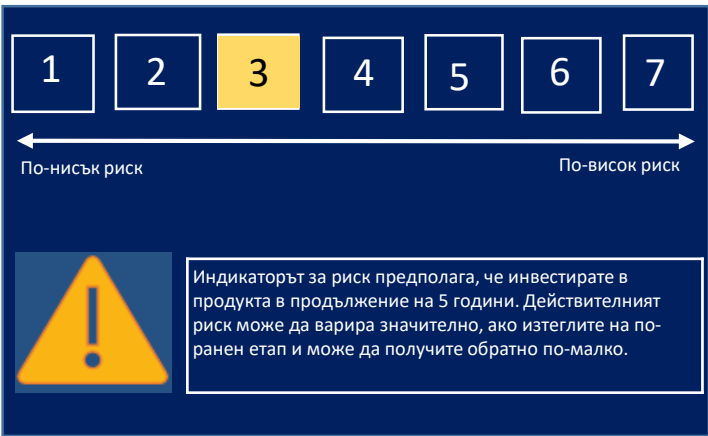 1 2 3 4 5 6 7
По-нисък риск По-висок риск
Индикаторът за риск предполага, че инвестирате в
продукта в продължение на 5 години. Действителният
риск може да варира значително, ако изтеглите на по-
ранен етап и може да получите обратно по-малко.